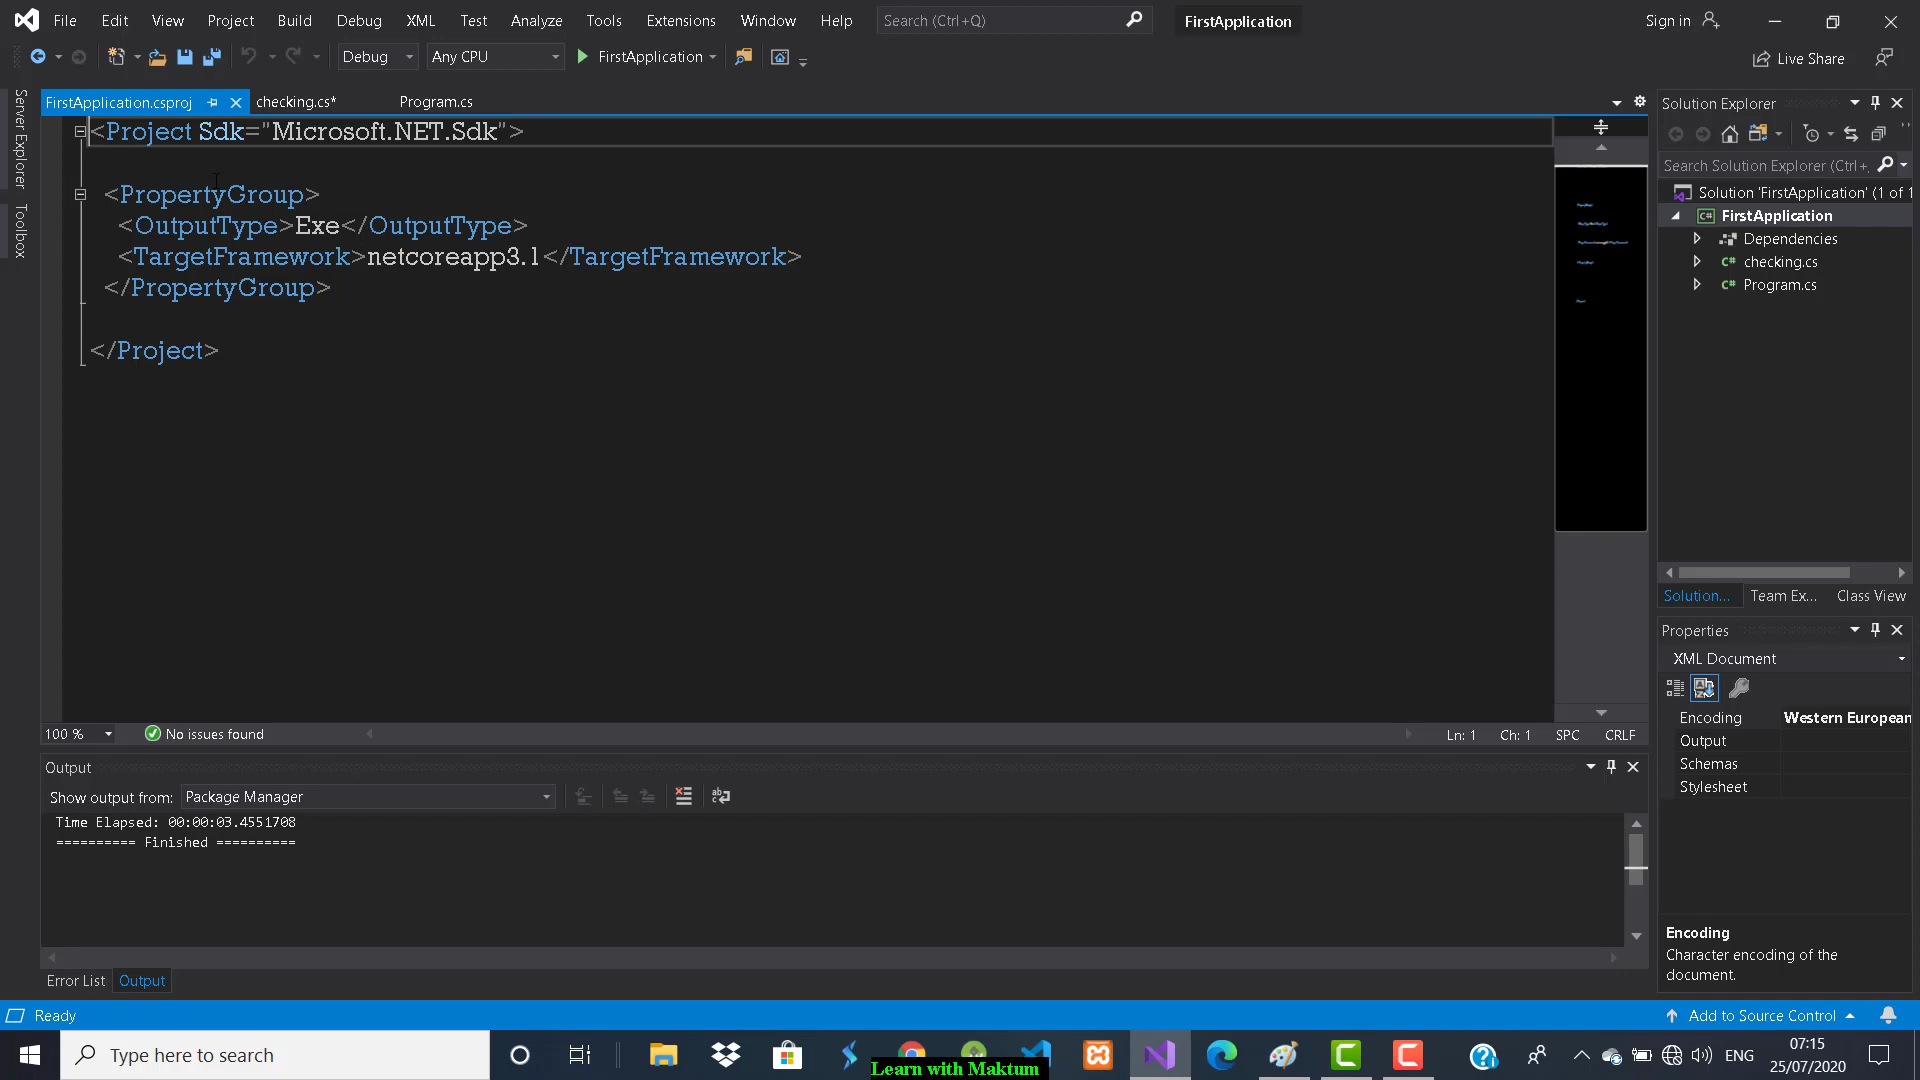 File Edit View Project Build Debug XML Test Analyze Tools Extensions Window Help Search (Ctrl+Q) FirstApplication Sign in
Debug Any CPU FirstApplication Live Share
Server Explorer
Toolbox
FirstApplication.csproj checking.cs* Program.cs
<Project Sdk="Microsoft.NET.Sdk">
<PropertyGroup>
<OutputType>Exe</OutputType>
<TargetFramework>netcoreapp3.1</TargetFramework>
</PropertyGroup>
</Project>
100 % No issues found Ln: 1 Ch: 1 SPC CRLF
Output
Show output from: Package Manager
Time Elapsed: 00:00:03.4551708
========== Finished ==========
Error List Output
Solution Explorer
Search Solution Explorer (Ctrl+,
Solution 'FirstApplication' (1 of 1
FirstApplication
Dependencies
C# checking.cs
C# Program.cs
Solution... Team Ex... Class View
Properties
XML Document
Encoding Western European
Output
Schemas
Stylesheet
Encoding
Character encoding of the
document.
Ready Add to Source Control
Type here to search
Learn with Maktum
ENG
07:15
25/07/2020